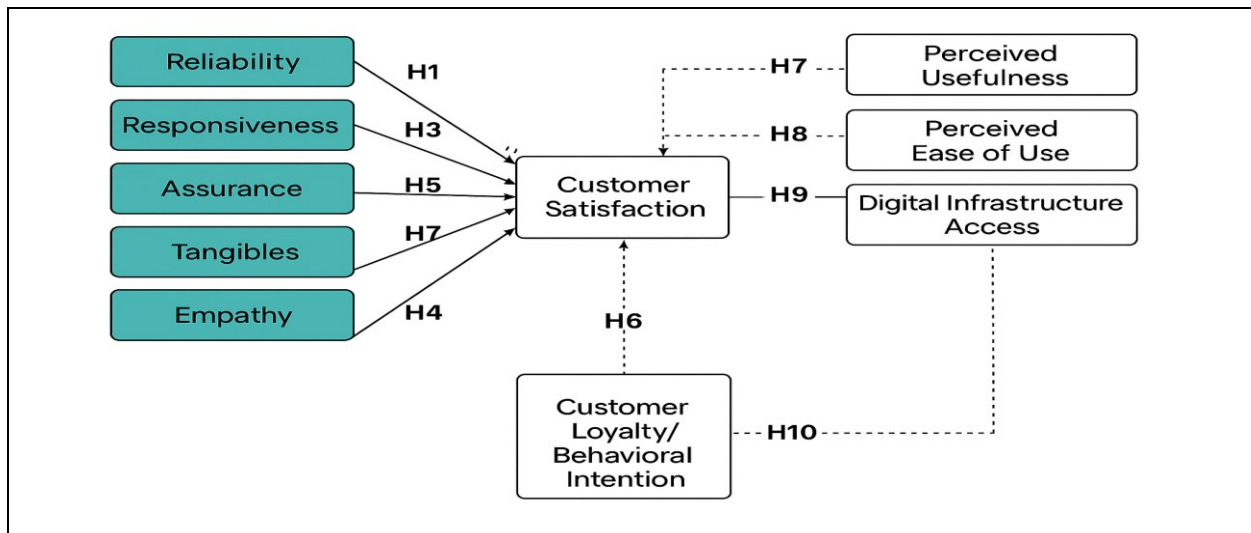 Reliability
H1
Responsiveness
H3
Assurance
H5
Tangibles
H7
Empathy
H4
Customer
Satisfaction
H7
Perceived
Usefulness
H8
Perceived
Ease of Use
H9
Digital Infrastructure
Access
H6
Customer
Loyalty/
Behavioral
Intention
H10